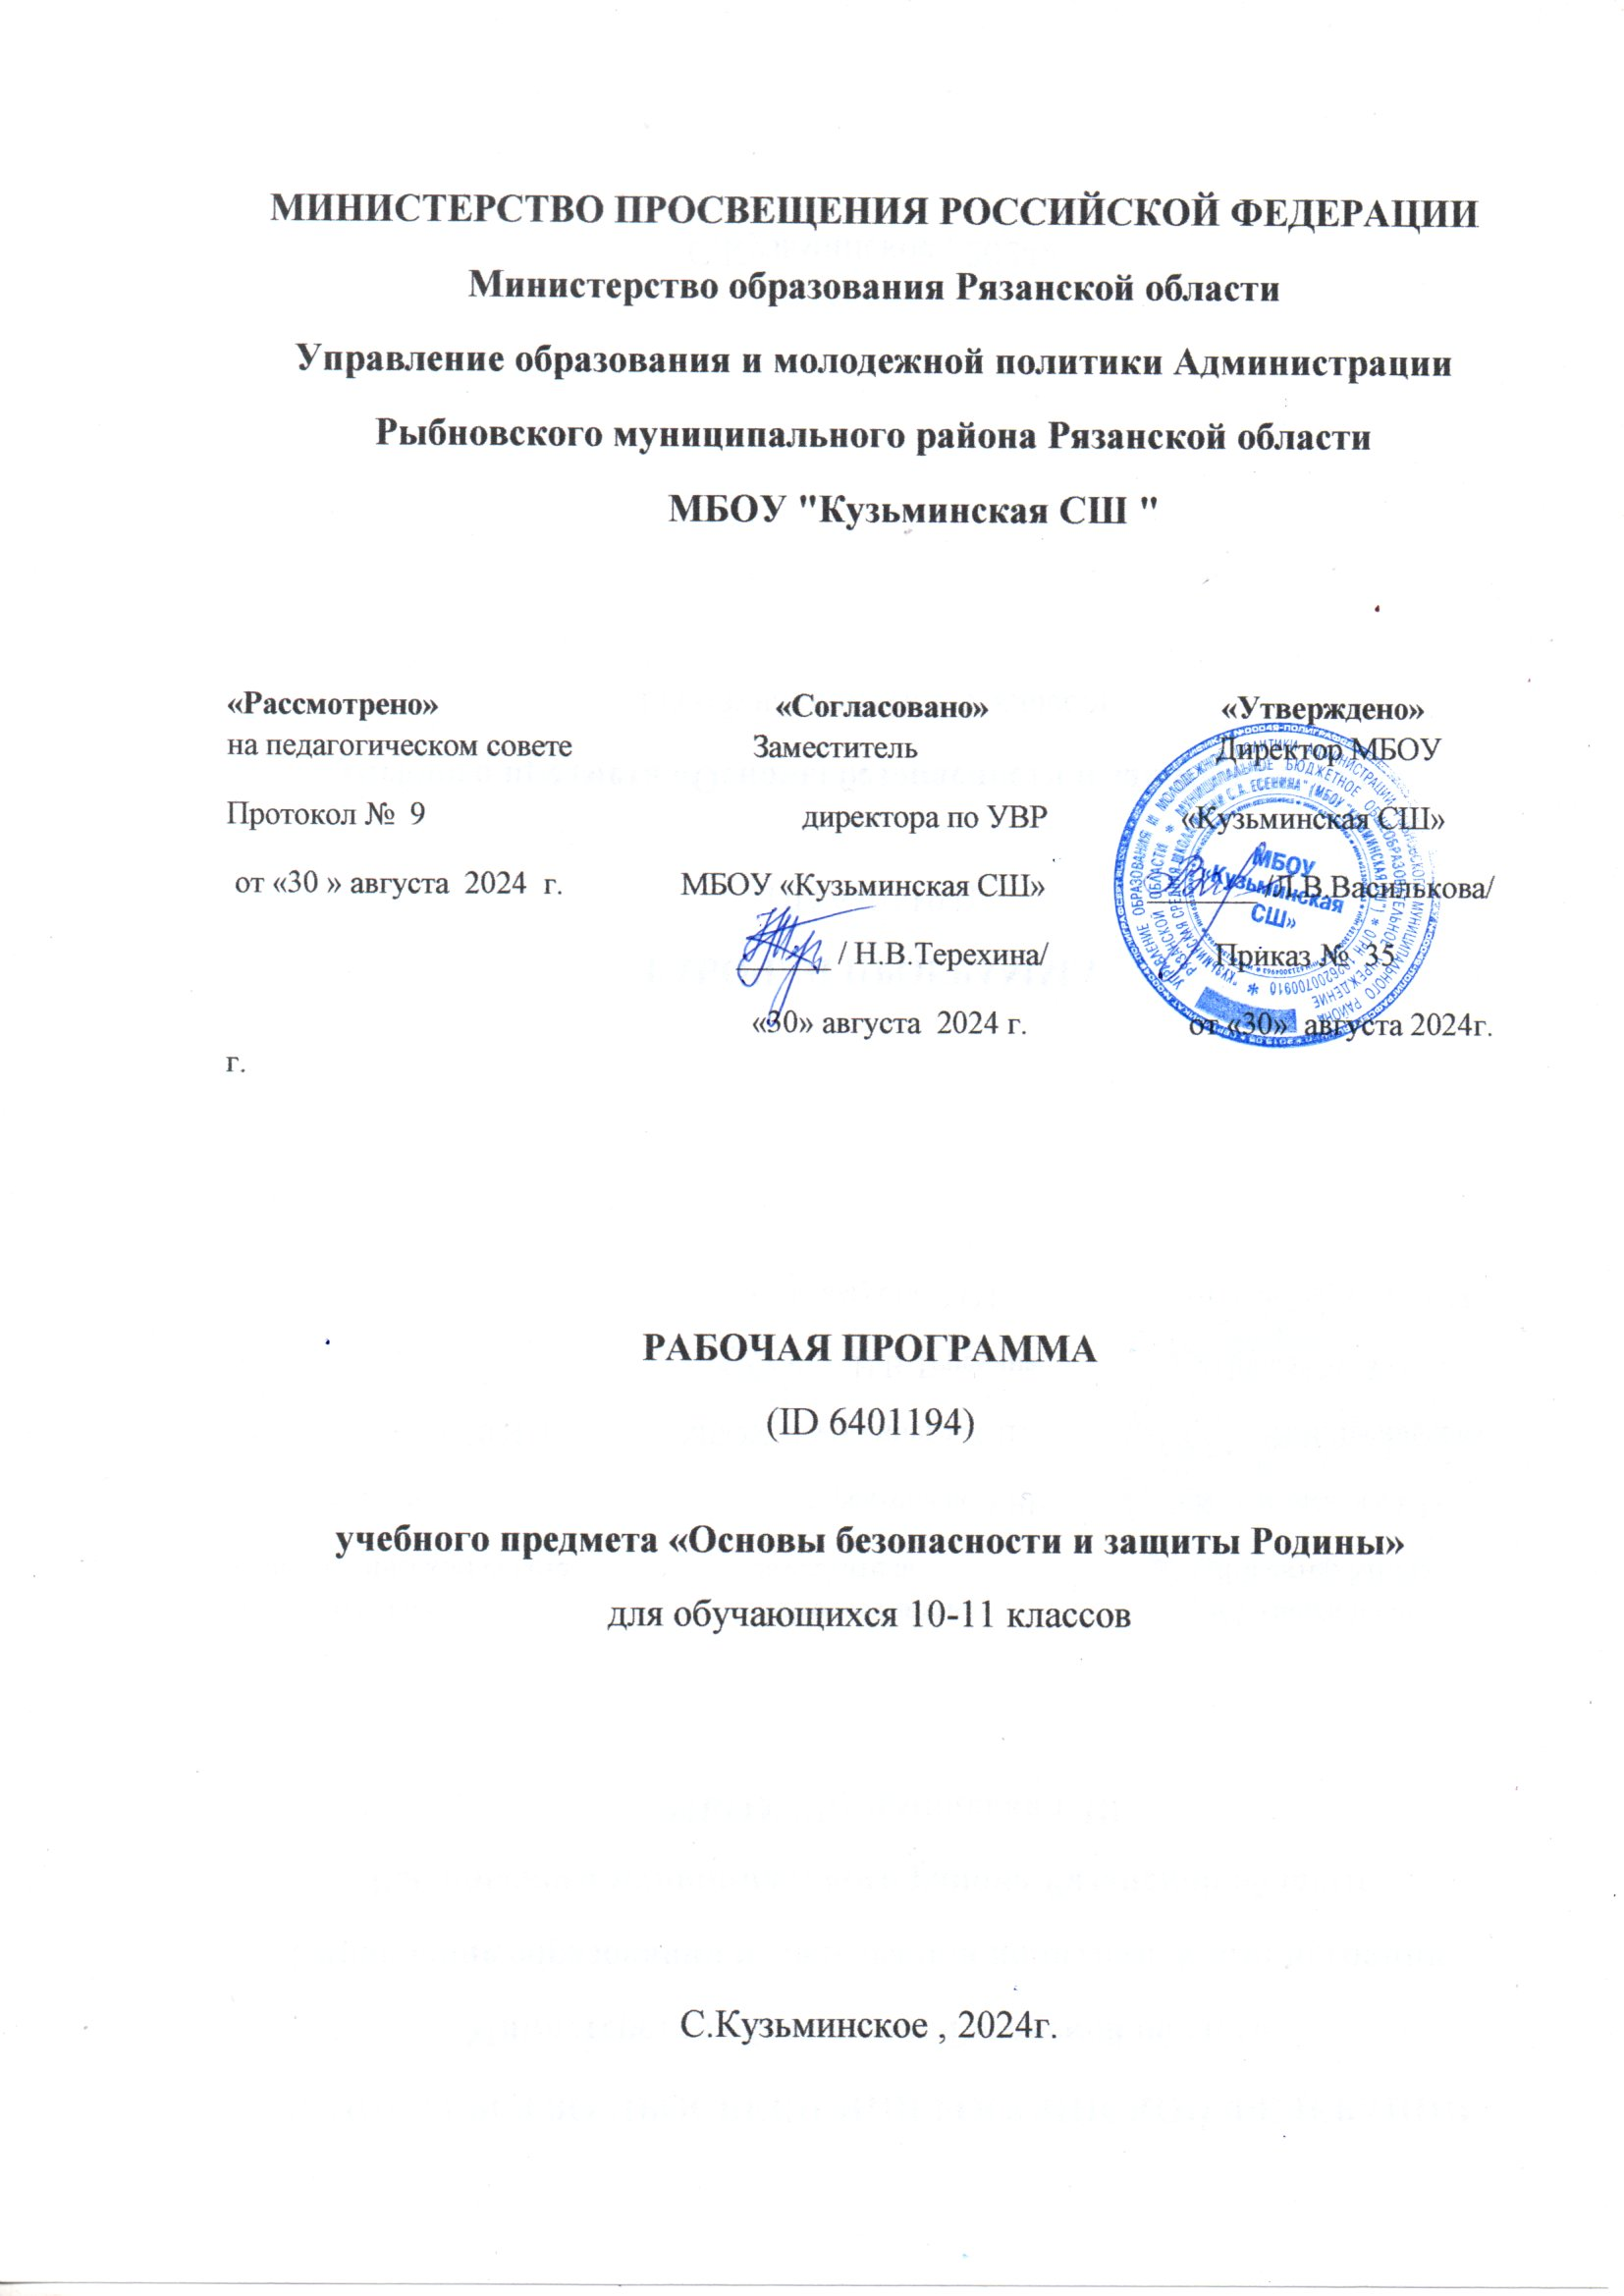 МИНИСТЕРСТВО ПРОСВЕЩЕНИЯ РОССИЙСКОЙ ФЕДЕРАЦИИ
Министерство образования Рязанской области
Управление образования и молодежной политики Администрации
Рыбновского муниципального района Рязанской области
МБОУ "Кузьминская СШ "
«Рассмотрено»
на педагогическом совете
Протокол № 9
от «30 » августа 2024 г.
г.
«Согласовано»
Заместитель
директора по УВР
МБОУ «Кузьминская СШ»
/ Н.В.Терехина/
«30» августа 2024 г.
«Утверждено»
Директор МБОУ
«Кузьминская СШ»
/Л.В.Василькова/
Приказ № 35
от «30» августа 2024г.
МБОУ
«Кузьминская
СШ»
РАБОЧАЯ ПРОГРАММА
(ID 6401194)
учебного предмета «Основы безопасности и защиты Родины»
для обучающихся 10-11 классов
С.Кузьминское , 2024г.